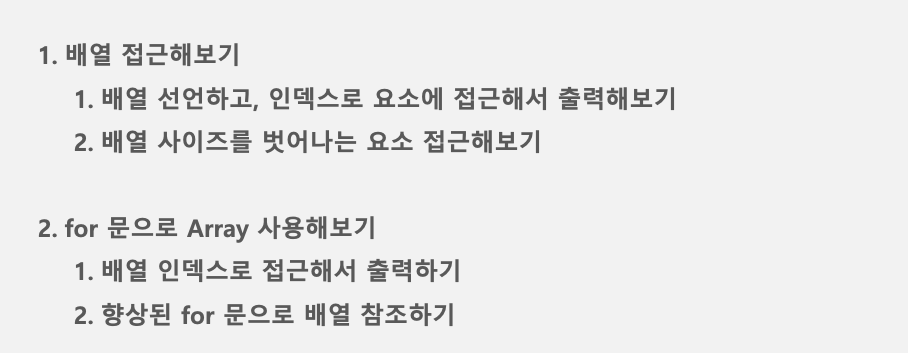 1. 배열 접근해보기
1. 배열 선언하고, 인덱스로 요소에 접근해서 출력해보기
2. 배열 사이즈를 벗어나는 요소 접근해보기
2. for 문으로 Array 사용해보기
1. 배열 인덱스로 접근해서 출력하기
2. 향상된 for 문으로 배열 참조하기